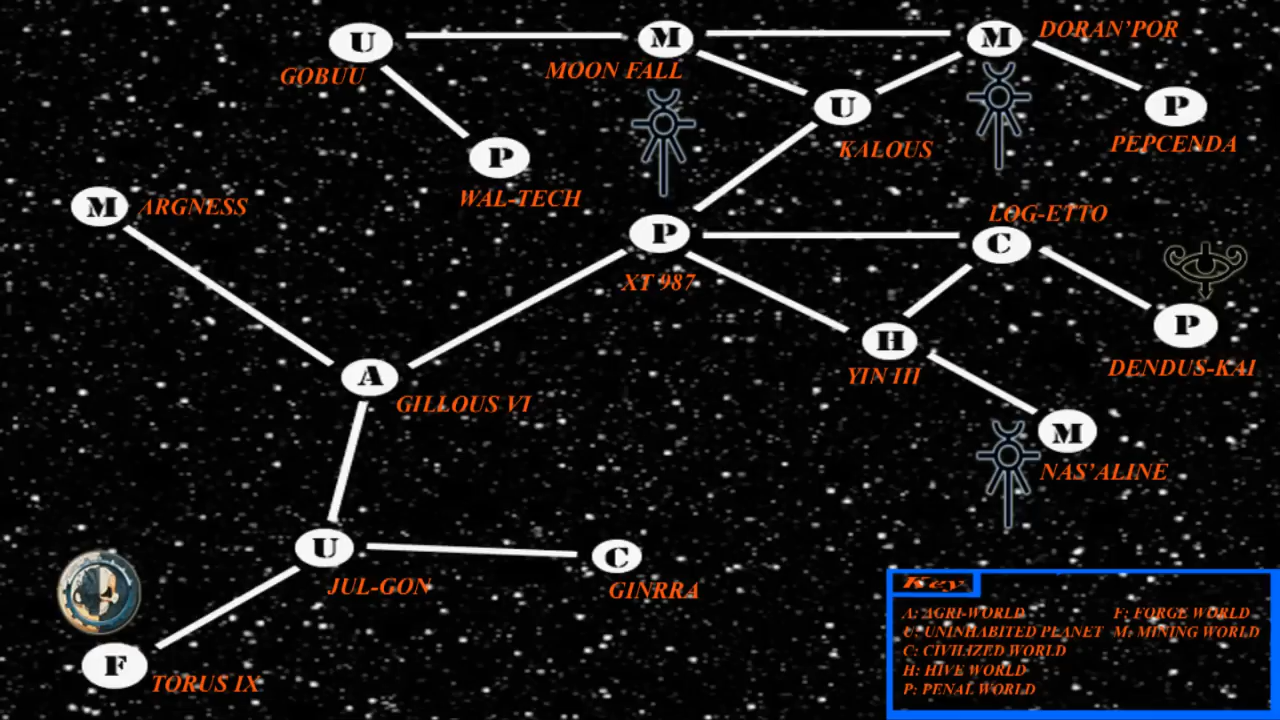 U
M
M
DORAN'POR
GOBUU
MOON FALL
U
P
KALOUS
PEPCENDA
P
WAL-TECH
M
ARGNESS
P
XT 987
LOG-ETTO
C
P
DENDUS-KAI
H
YIN III
A
GILLOUS VI
M
NAS'ALINE
U
JUL-GON
C
GINRRA
F
TORUS IX
Key
A: AGRI-WORLD
F: FORGE WORLD
U: UNINHABITED PLANET
M: MINING WORLD
C: CIVILAZED WORLD
H: HIVE WORLD
P: PENAL WORLD